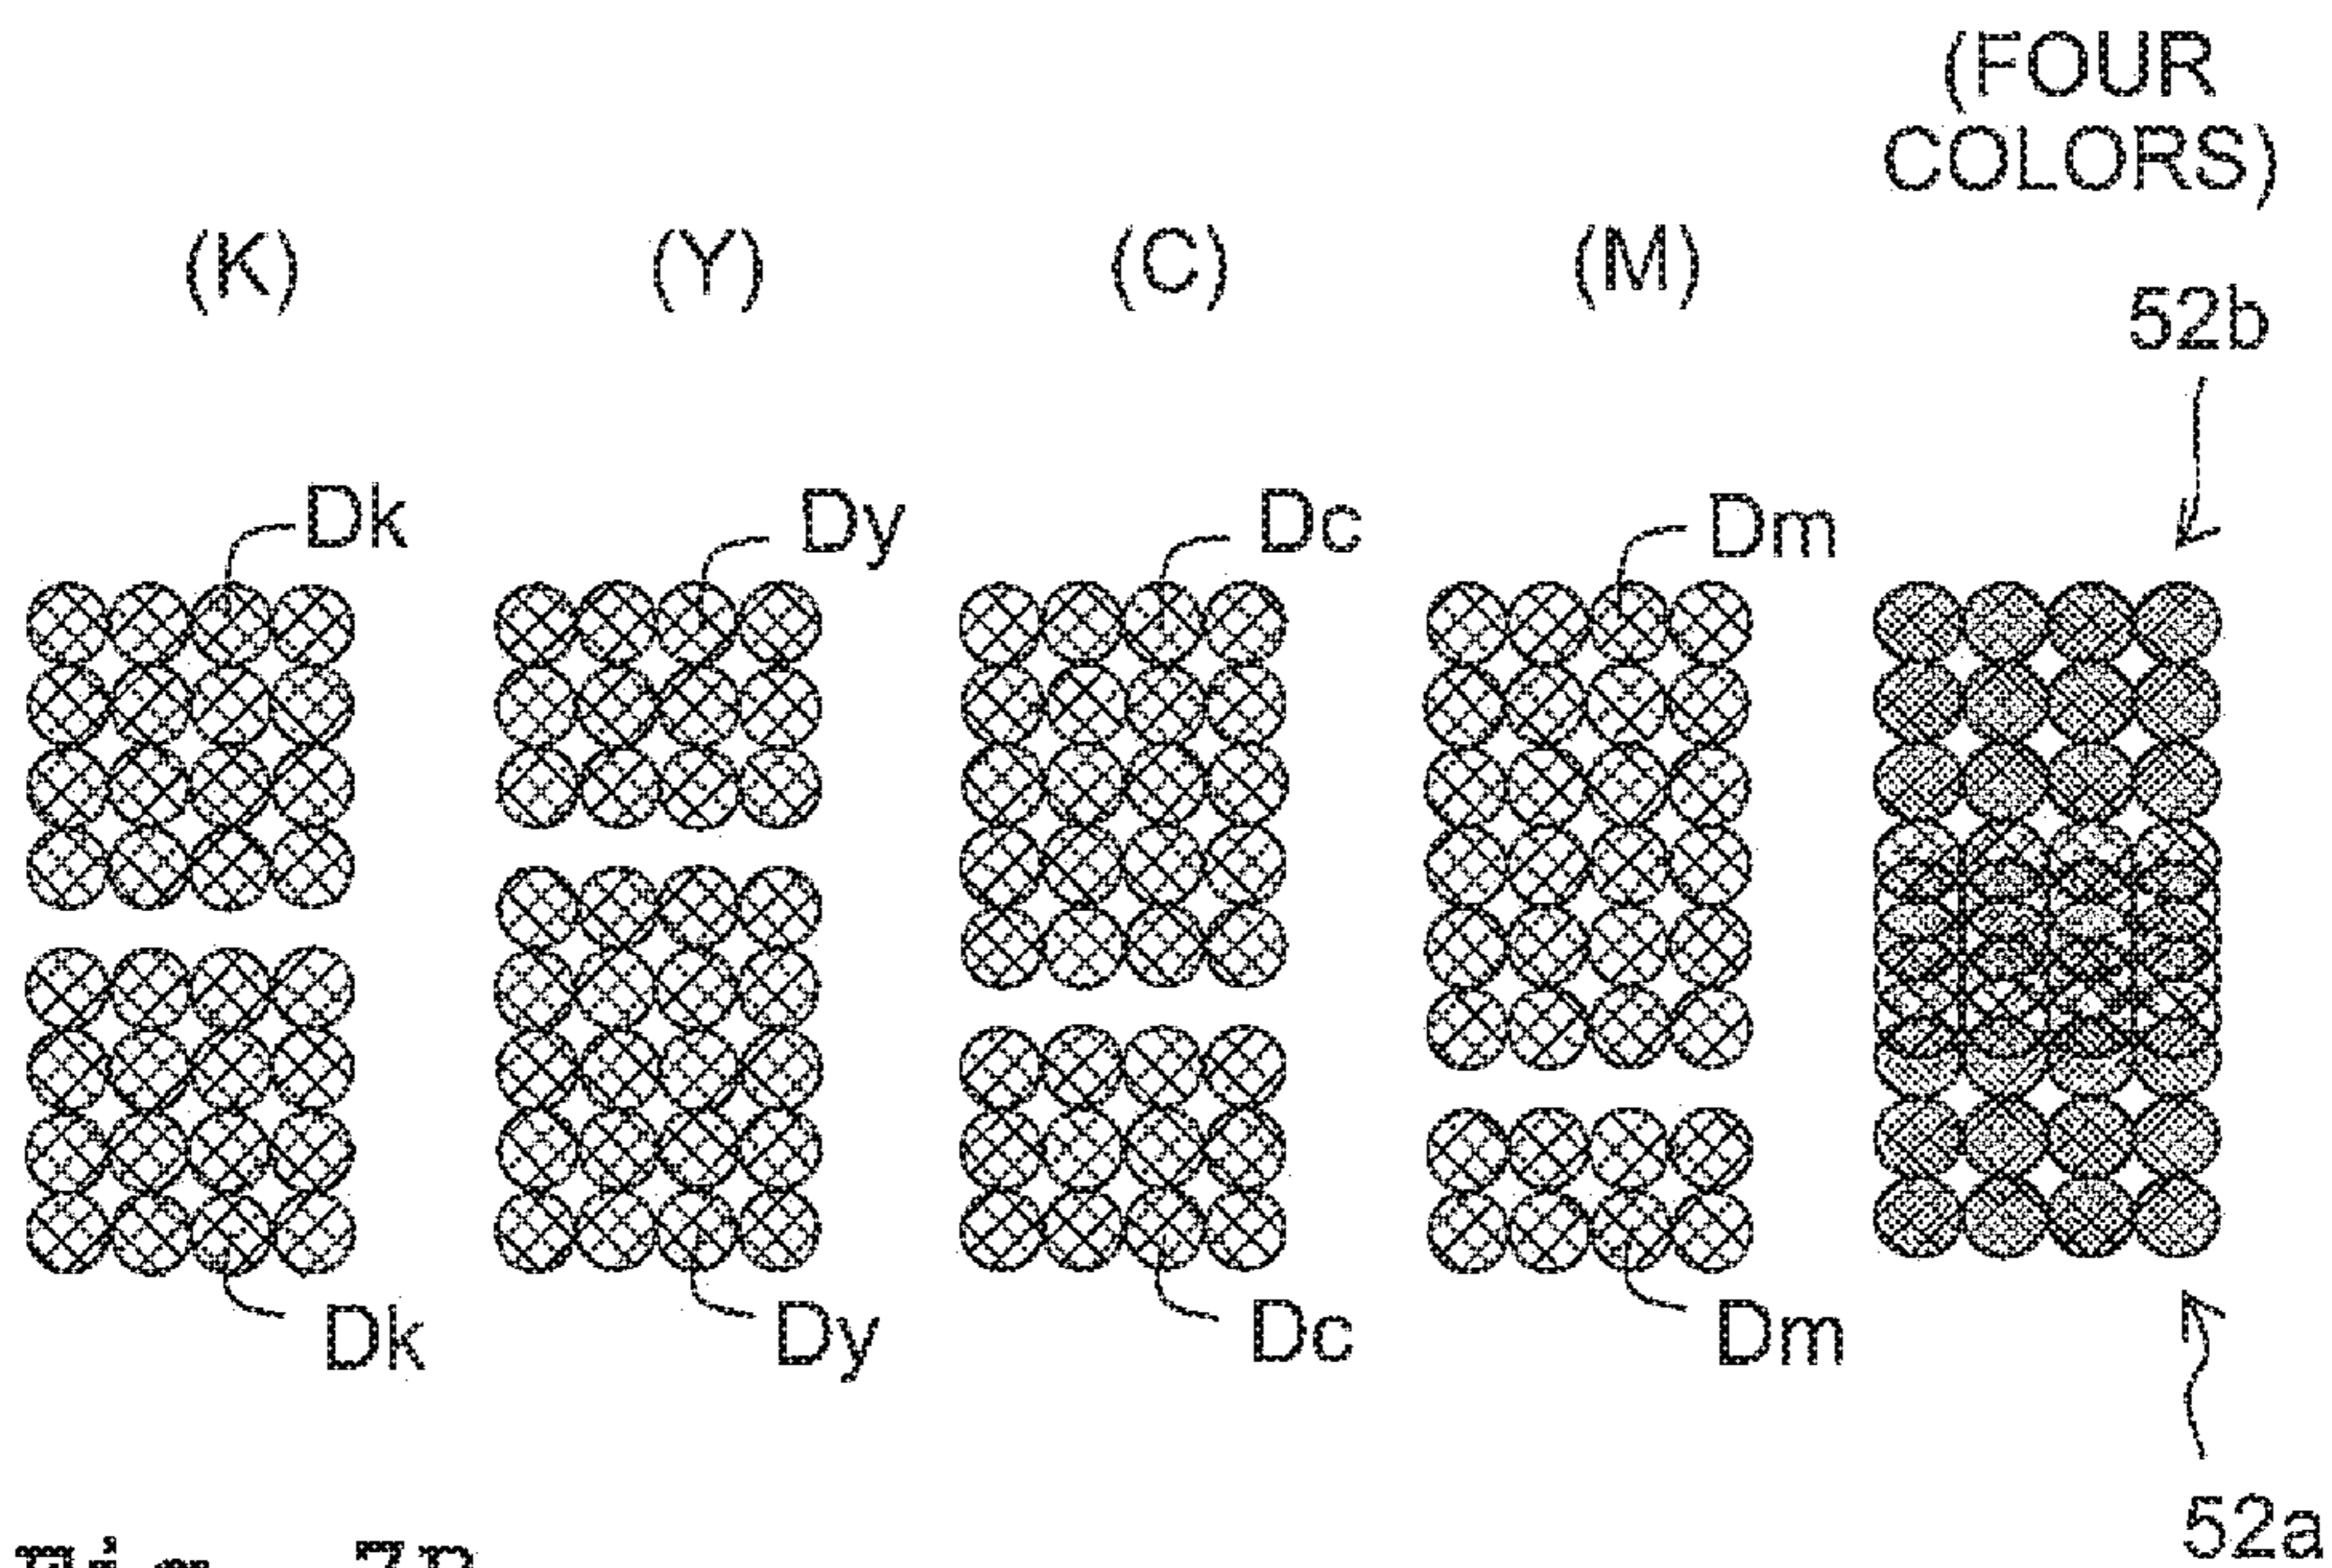 (FOUR
COLORS)
(K) (Y) (C) (M)
52b
Dk Dy Dc Dm
Dk Dy Dc Dm
52a